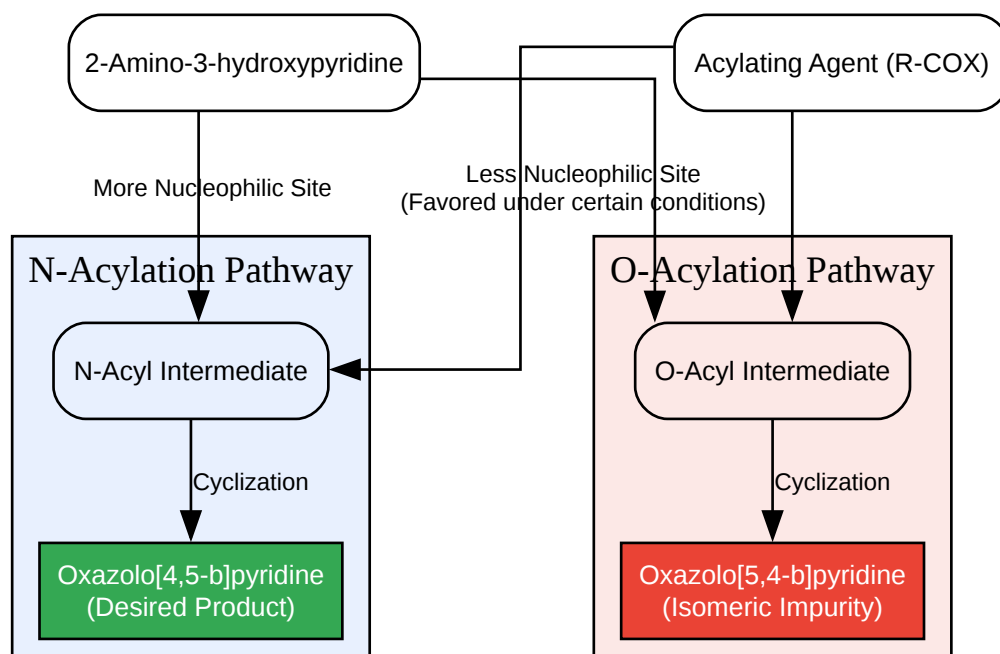 2-Amino-3-hydroxypyridine
Acylating Agent (R-COX)
More Nucleophilic Site
Less Nucleophilic Site
(Favored under certain conditions)
N-Acylation Pathway
O-Acylation Pathway
N-Acyl Intermediate
O-Acyl Intermediate
Cyclization
Cyclization
Oxazolo[4,5-b]pyridine
(Desired Product)
Oxazolo[5,4-b]pyridine
(Isomeric Impurity)